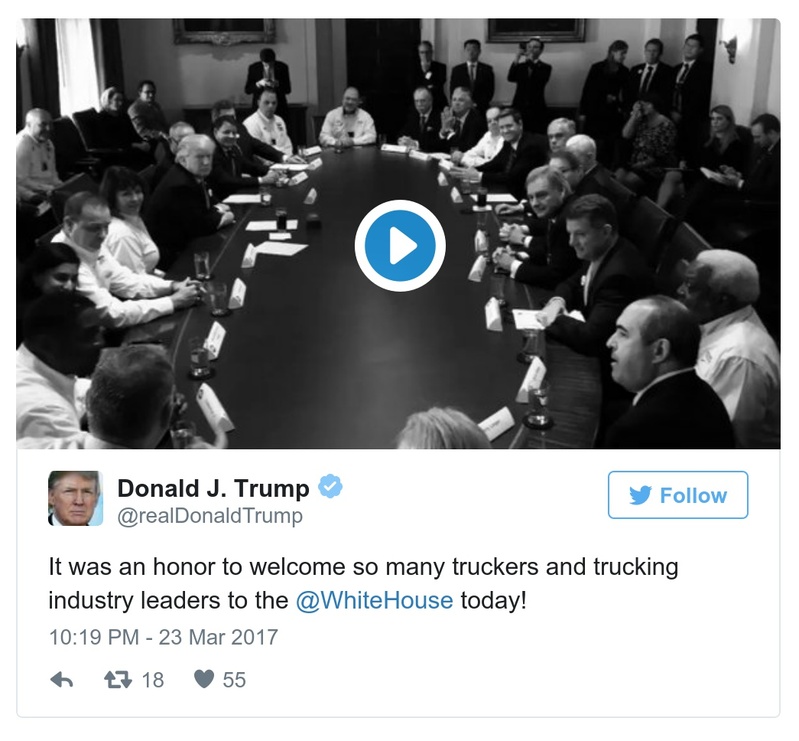 Donald J. Trump
@realDonaldTrump
Follow
It was an honor to welcome so many truckers and trucking
industry leaders to the @WhiteHouse today!
10:19 PM - 23 Mar 2017
18
55